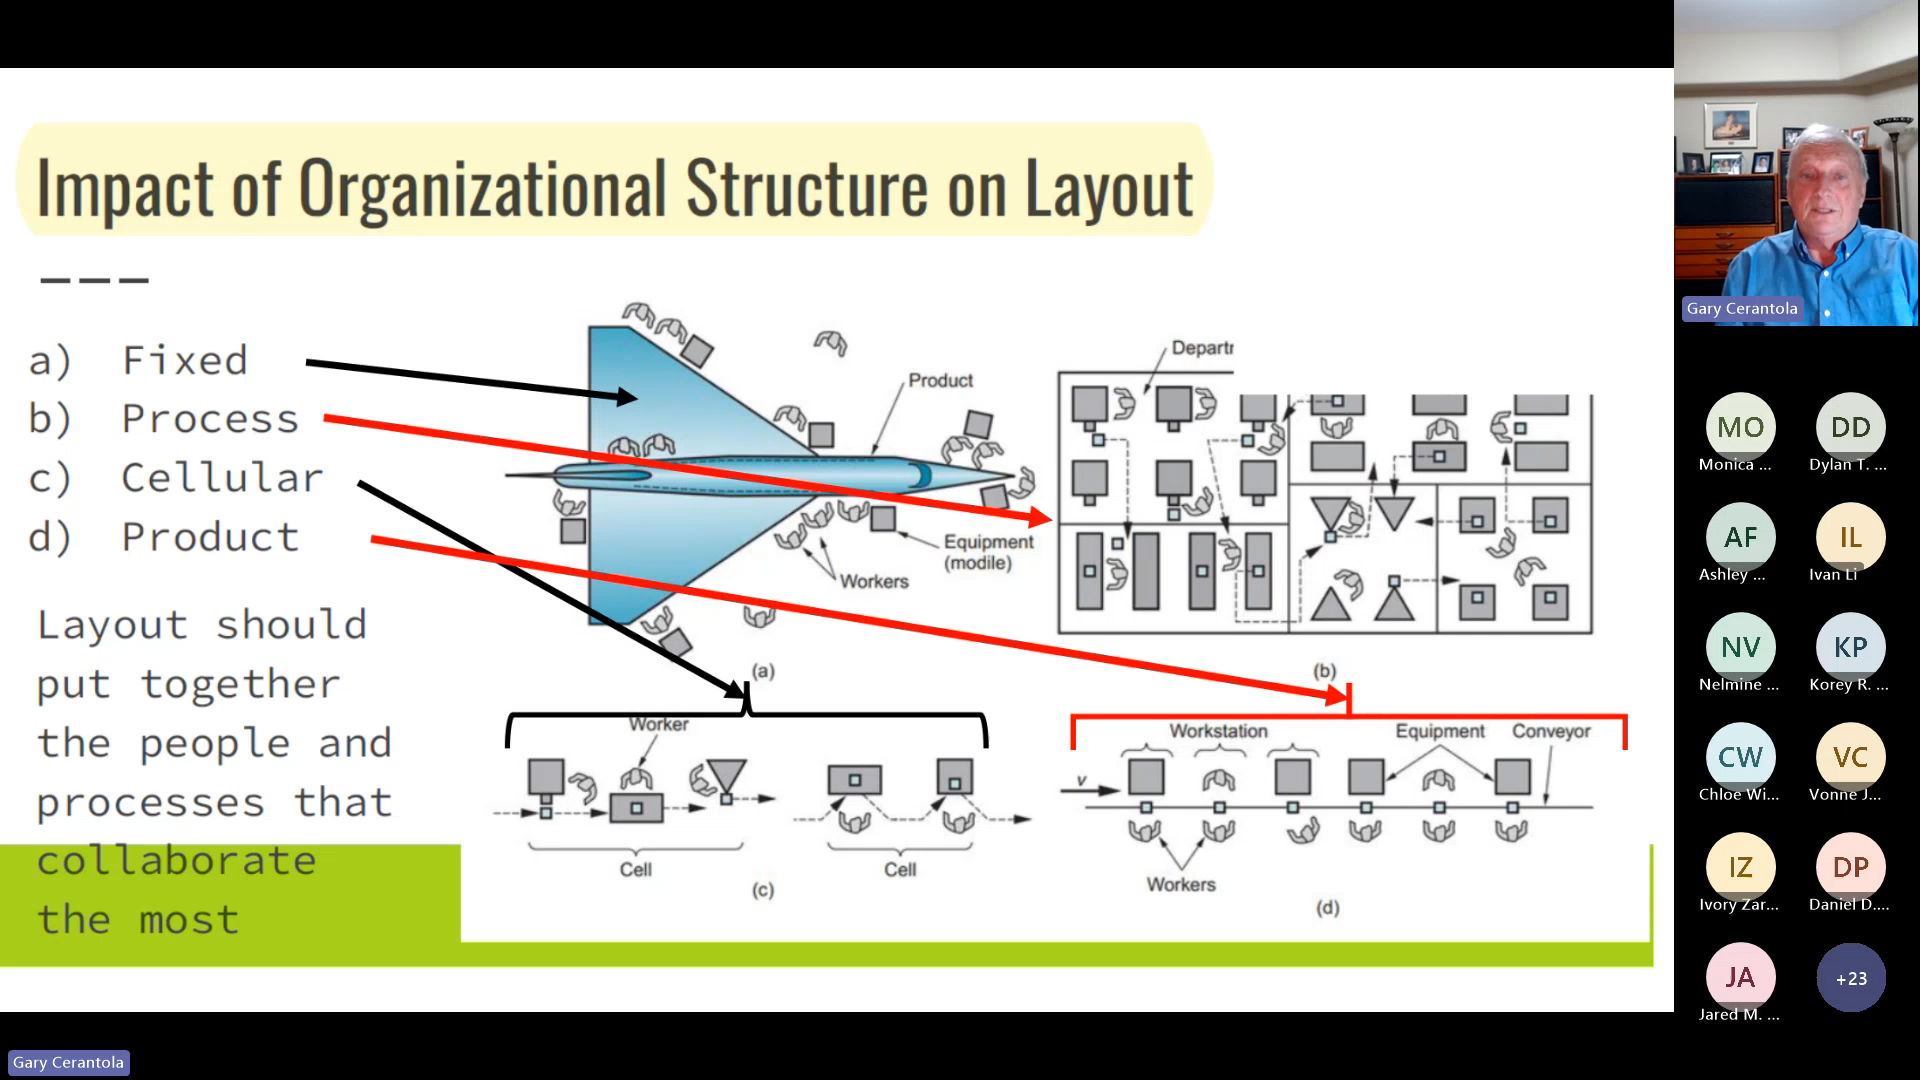 Impact of Organizational Structure on Layout
a) Fixed
b) Process
c) Cellular
d) Product
Layout should
put together
the people and
processes that
collaborate
the most
Product
Equipment
(modile)
Workers
(a)
Departr
(b)
Worker
Cell
Cell
(c)
Workstation
Equipment
Conveyor
v
Workers
(d)
Gary Cerantola
MO
Monica ...
DD
Dylan T. ...
AF
Ashley ...
IL
Ivan Li
NV
Nelmine ...
KP
Korey R. ...
CW
Chloe Wi...
VC
Vonne J...
IZ
Ivory Zar...
DP
Daniel D....
JA
Jared M. ...
+23
Gary Cerantola